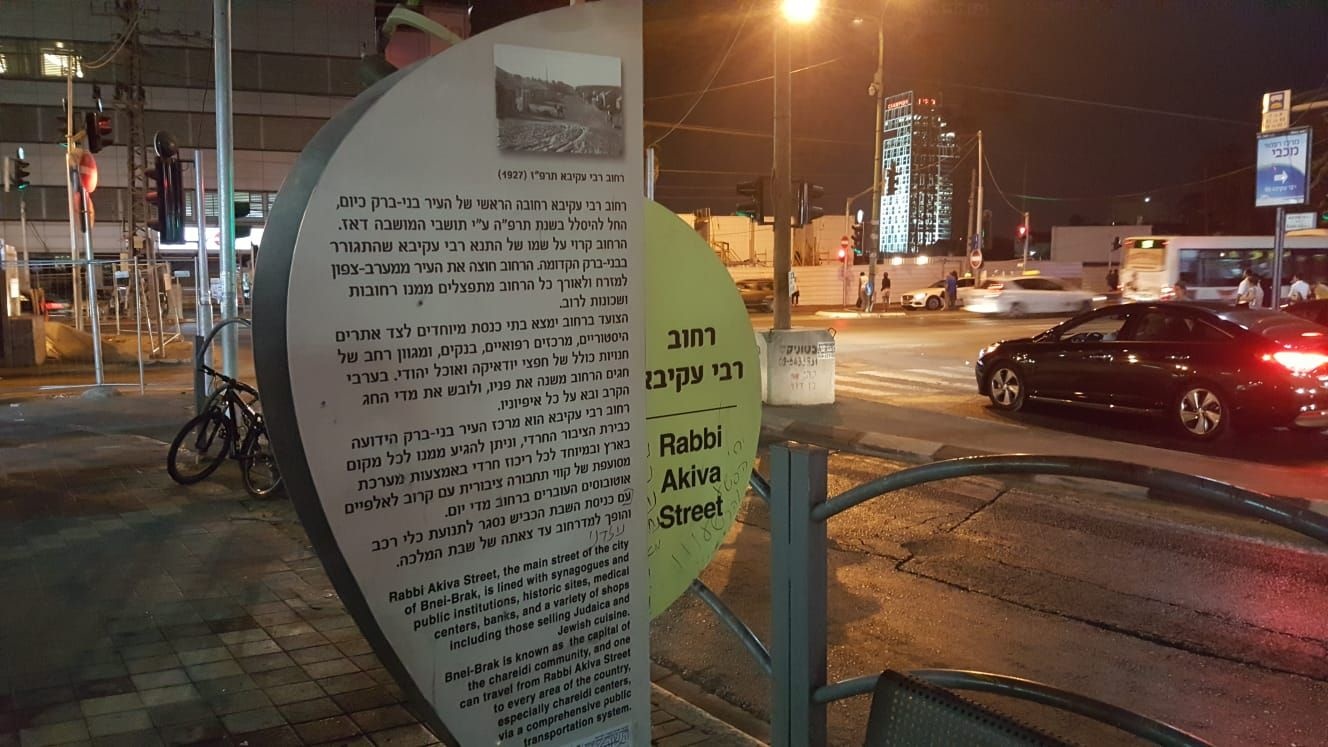 רחוב רבי עקיבא תרפ"ו (1927)
רחוב רבי עקיבא רחובה הראשי של העיר בני-ברק כיום,
החל להיסלל בשנת תרפ"ה ע"י תושבי המושבה דאז.
הרחוב קרוי על שמו של התנא רבי עקיבא שהתגורר
בבני-ברק הקדומה. הרחוב חוצה את העיר ממערב-צפון
למזרח ולאורך כל הרחוב מתפצלים ממנו רחובות
ושכונות לרוב.
הצועד ברחוב ימצא בתי כנסת מיוחדים לצד אתרים
היסטוריים, מרכזים רפואיים, בנקים, ומגוון רחב של
חנויות כולל של חפצי יודאיקה ואוכל יהודי. בערבי
חגים הרחוב משנה את פניו, ולובש את מדי החג
הקרב ובא על כל איפיוניו.
רחוב רבי עקיבא הוא מרכז העיר בני-ברק הידועה
כבירת הציבור החרדי, וניתן להגיע ממנו לכל מקום
בארץ ובמיוחד לכל ריכוז חרדי באמצעות מערכת
מסועפת של קווי תחבורה ציבורית עם קרוב לאלפיים
אוטובוסים העוברים ברחוב מדי יום.
עם כניסת השבת הכביש נסגר לתנועת כלי רכב
והופך למדרחוב עד צאתה של שבת המלכה.
Rabbi Akiva Street, the main street of the city
of Bnei-Brak, is lined with synagogues and
public institutions, historic sites, medical
centers, banks, and a variety of shops
including those selling Judaica and
Jewish cuisine.
Bnei-Brak is known as the capital of
the chareidi community, and one
can travel from Rabbi Akiva Street
to every area of the country,
especially chareidi centers,
via a comprehensive public
transportation system.
רחוב
רבי עקיבא
Rabbi
Akiva
Street
CHAMPION
מרכז רפואי
מכבי